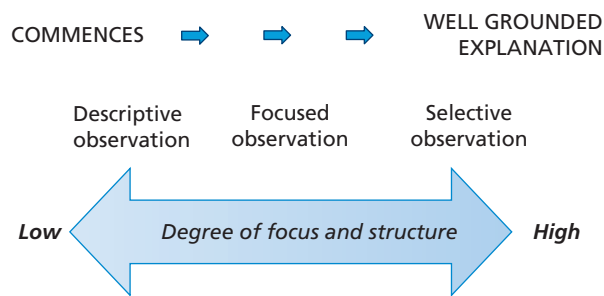 COMMENCES
WELL GROUNDED
EXPLANATION
Descriptive
observation
Focused
observation
Selective
observation
Low
Degree of focus and structure
High